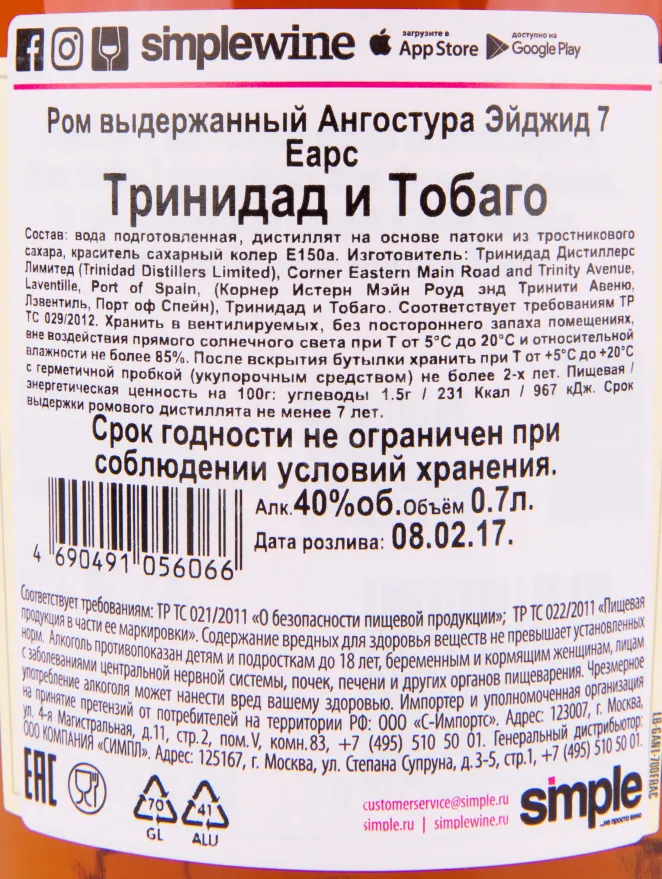 simplewine загрузите в App Store доступно на Google Play
Ром выдержанный Ангостура Эйджид 7
Еарс
Тринидад и Тобаго
Состав: вода подготовленная, дистиллят на основе патоки из тростникового
сахара, краситель сахарный колер Е150а. Изготовитель: Тринидад Дистиллерс
Лимитед (Trinidad Distillers Limited), Corner Eastern Main Road and Trinity Avenue,
Laventille, Port of Spain, (Корнер Истерн Мэйн Роуд энд Тринити Авеню,
Лэвентиль, Порт оф Спейн), Тринидад и Тобаго. Соответствует требованиям ТР
ТС 029/2012. Хранить в вентилируемых, без постороннего запаха помещениях,
вне воздействия прямого солнечного света при Т от 5°С до 20°С и относительной
влажности не более 85%. После вскрытия бутылки хранить при Т от +5°С до +20°С
с герметичной пробкой (укупорочным средством) не более 2-х лет. Пищевая /
энергетическая ценность на 100г: углеводы 1.5г / 231 Ккал / 967 кДж. Срок
выдержки ромового дистиллята не менее 7 лет.
Срок годности не ограничен при
соблюдении условий хранения.
Алк.40%об.Объём 0.7л.
Дата розлива: 08.02.17.
4 690491 056066
Соответствует требованиям: ТР ТС 021/2011 «О безопасности пищевой продукции»; ТР ТС 022/2011 «Пищевая
продукция в части ее маркировки». Содержание вредных для здоровья веществ не превышает установленных
норм. Алкоголь противопоказан детям и подросткам до 18 лет, беременным и кормящим женщинам, лицам
с заболеваниями центральной нервной системы, почек, печени и других органов пищеварения. Чрезмерное
употребление алкоголя может нанести вред вашему здоровью. Импортер и уполномоченная организация
на принятие претензий от потребителей на территории РФ: ООО «С-Импортс». Адрес: 123007, г. Москва,
ул. 4-я Магистральная, д.11, стр.2, пом.V, комн.83, +7 (495) 510 50 01. Генеральный дистрибьютор:
ООО КОМПАНИЯ «СИМПЛ». Адрес: 125167, г. Москва, ул. Степана Супруна, д.3-5, стр.1, +7 (495) 510 50 01.
EAC
70
GL
41
ALU
customerservice@simple.ru
simple.ru | simplewine.ru
simple
...не просто вино